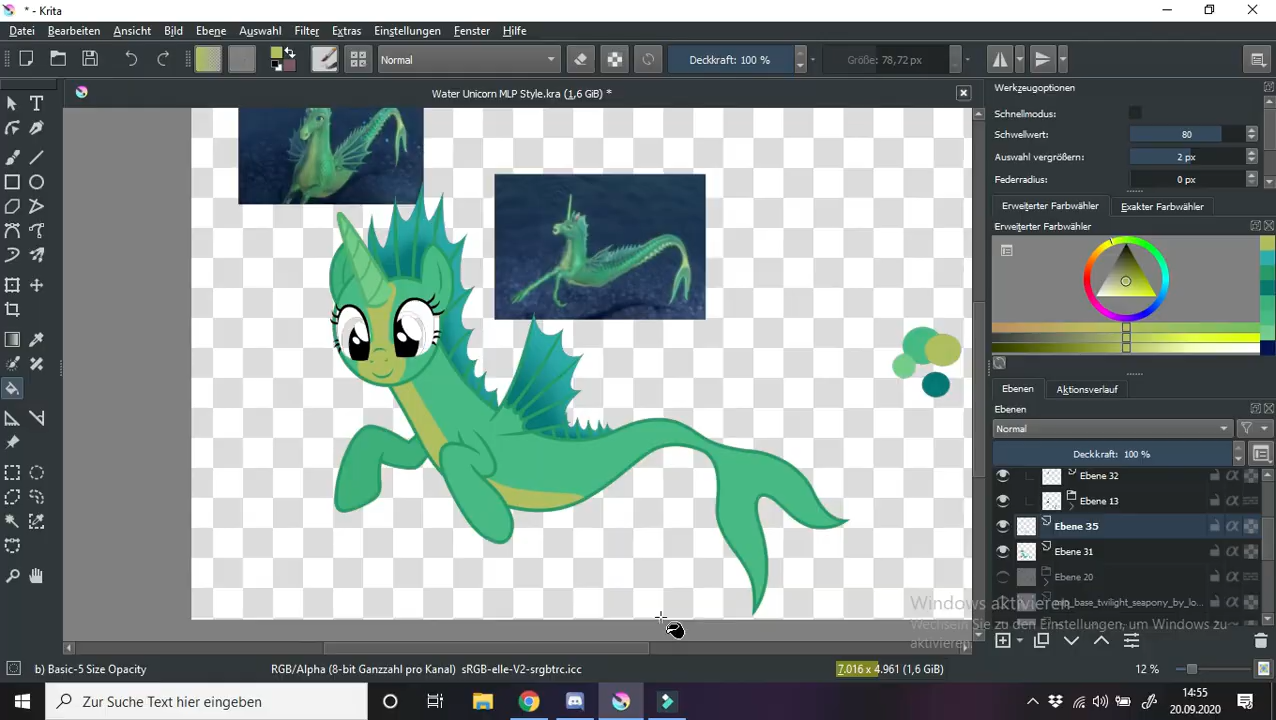 * - Krita
Datei Bearbeiten Ansicht Bild Ebene Auswahl Filter Extras Einstellungen Fenster Hilfe
Normal
Deckkraft: 100 %
Größe: 78,72 px
Water Unicorn MLP Style.kra (1,6 GiB) *
Werkzeugoptionen
Schnellmodus:
Schwellwert: 80
Auswahl vergrößern: 2 px
Federradius: 0 px
Erweiterter Farbwähler
Exakter Farbwähler
Erweiterter Farbwähler
Ebenen
Aktionsverlauf
Ebenen
Normal
Deckkraft: 100 %
Ebene 32
Ebene 13
Ebene 35
Ebene 31
Ebene 20
mlp_base_twilight_seapony_by_lo...
Windows aktivieren
Wechseln Sie zu den Einstellungen, um Windows zu
aktivieren.
b) Basic-5 Size Opacity
RGB/Alpha (8-bit Ganzzahl pro Kanal) sRGB-elle-V2-srgbtrc.icc
7.016 x 4.961 (1,6 GiB)
12 %
Zur Suche Text hier eingeben
14:55
20.09.2020